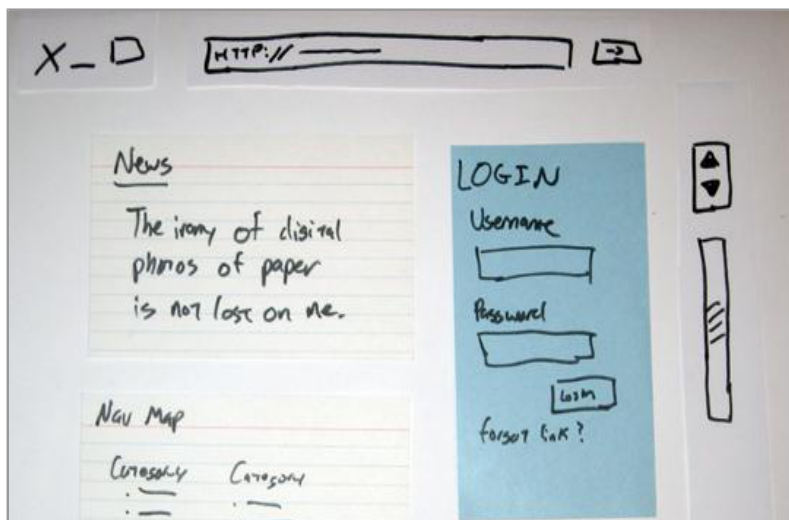 X _ □
HTTP://
News
The irony of digital
photos of paper
is not lost on me.
LOGIN
Username
Password
Login
forgot link?
Nav Map
Category Category